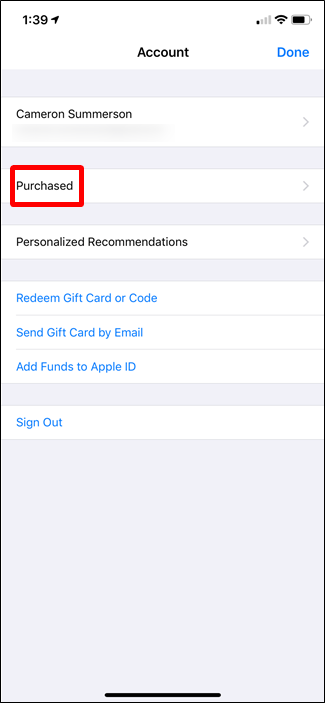 1:39
Account
Done
Cameron Summerson
Purchased
Personalized Recommendations
Redeem Gift Card or Code
Send Gift Card by Email
Add Funds to Apple ID
Sign Out